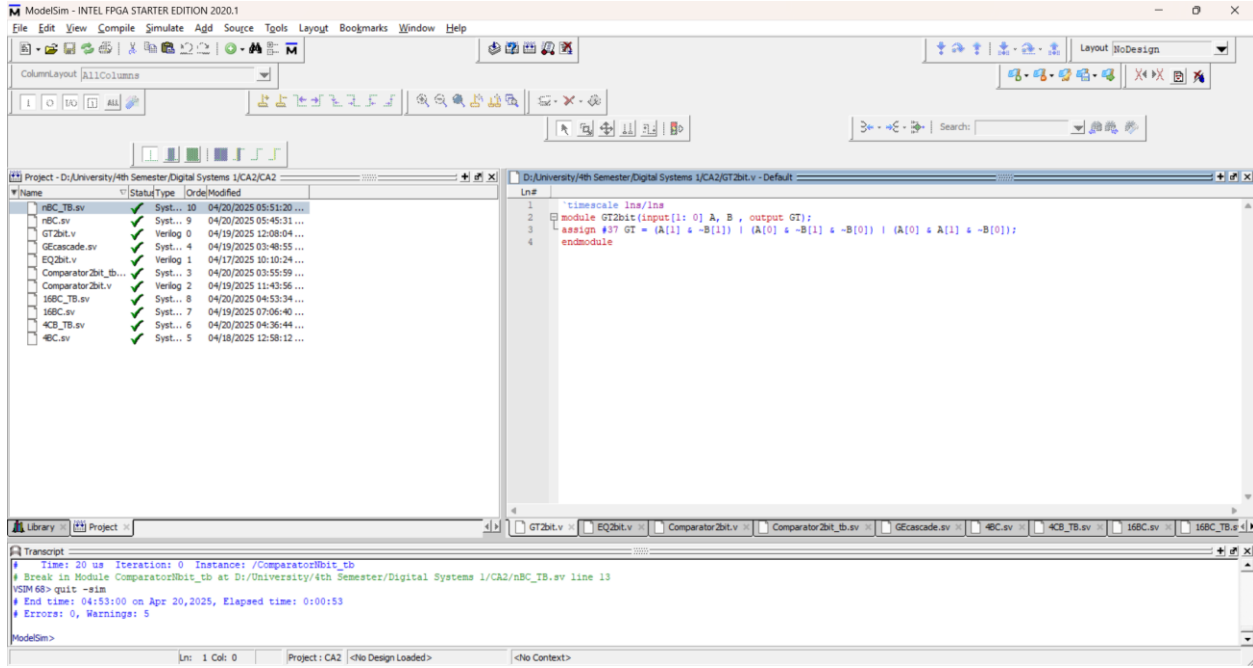 ModelSim - INTEL FPGA STARTER EDITION 2020.1
File Edit View Compile Simulate Add Source Tools Layout Bookmarks Window Help
Layout NoDesign
ColumnLayout AllColumns
Search:
Project - D:/University/4th Semester/Digital Systems 1/CA2/CA2
Name Statu Type Orde Modified
nBC_TB.sv Syst... 10 04/20/2025 05:51:20 ...
nBC.sv Syst... 9 04/20/2025 05:45:31 ...
GT2bit.v Verilog 0 04/19/2025 12:08:04 ...
GEcascade.sv Syst... 4 04/19/2025 03:48:55 ...
EQ2bit.v Verilog 1 04/17/2025 10:10:24 ...
Comparator2bit_tb... Syst... 3 04/20/2025 03:55:59 ...
Comparator2bit.v Verilog 2 04/19/2025 11:43:56 ...
16BC_TB.sv Syst... 8 04/20/2025 04:53:34 ...
16BC.sv Syst... 7 04/19/2025 07:06:40 ...
4CB_TB.sv Syst... 6 04/20/2025 04:36:44 ...
4BC.sv Syst... 5 04/18/2025 12:58:12 ...
Library Project
D:/University/4th Semester/Digital Systems 1/CA2/GT2bit.v - Default
Ln#
1 `timescale 1ns/1ns
2 module GT2bit(input[1: 0] A, B , output GT);
3 assign #37 GT = (A[1] & ~B[1]) | (A[0] & ~B[1] & ~B[0]) | (A[0] & A[1] & ~B[0]);
4 endmodule
GT2bit.v EQ2bit.v Comparator2bit.v Comparator2bit_tb.sv GEcascade.sv 4BC.sv 4CB_TB.sv 16BC.sv 16BC_TB.s
Transcript
# Time: 20 us Iteration: 0 Instance: /ComparatorNbit_tb
# Break in Module ComparatorNbit_tb at D:/University/4th Semester/Digital Systems 1/CA2/nBC_TB.sv line 13
VSIM 68> quit -sim
# End time: 04:53:00 on Apr 20,2025, Elapsed time: 0:00:53
# Errors: 0, Warnings: 5
ModelSim>
Ln: 1 Col: 0 Project : CA2 <No Design Loaded> <No Context>